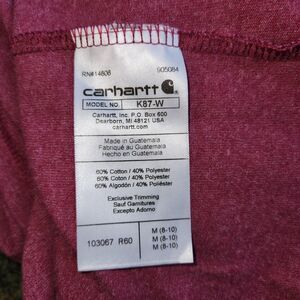 RN#14806 905084
carhartt
MODEL NO. K87-W
Carhartt, Inc. P.O. Box 600
Dearborn, MI 48121 USA
carhartt.com
Made in Guatemala
Fabriqué au Guatemala
Hecho en Guatemala
60% Cotton / 40% Polyester
60% Coton / 40% Polyester
60% Algodón / 40% Poliéster
Exclusive Trimming
Sauf Garnitures
Excepto Adorno
103067 R60
M (8-10)
M (8-10)
M (8-10)